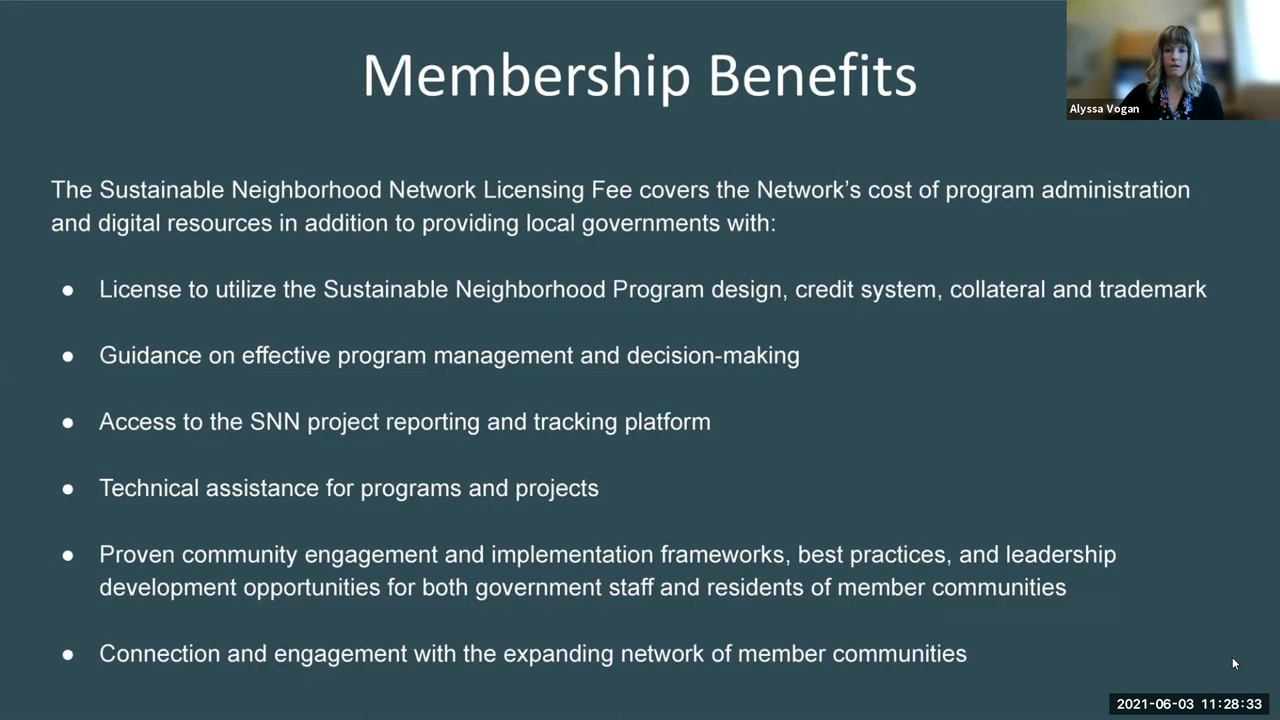 Membership Benefits
Alyssa Vogan
The Sustainable Neighborhood Network Licensing Fee covers the Network’s cost of program administration
and digital resources in addition to providing local governments with:
● License to utilize the Sustainable Neighborhood Program design, credit system, collateral and trademark
● Guidance on effective program management and decision-making
● Access to the SNN project reporting and tracking platform
● Technical assistance for programs and projects
● Proven community engagement and implementation frameworks, best practices, and leadership
development opportunities for both government staff and residents of member communities
● Connection and engagement with the expanding network of member communities
2021-06-03 11:28:33